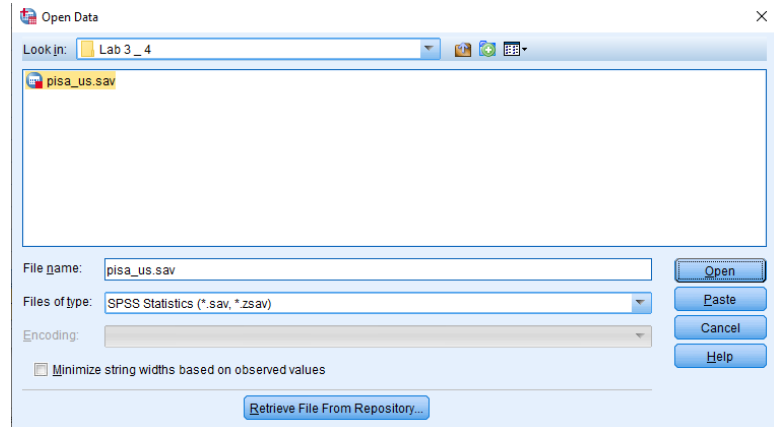 Open Data
Look in: Lab 3 _ 4
pisa_us.sav
File name: pisa_us.sav
Open
Files of type: SPSS Statistics (*.sav, *.zsav)
Paste
Encoding:
Cancel
Minimize string widths based on observed values
Help
Retrieve File From Repository...